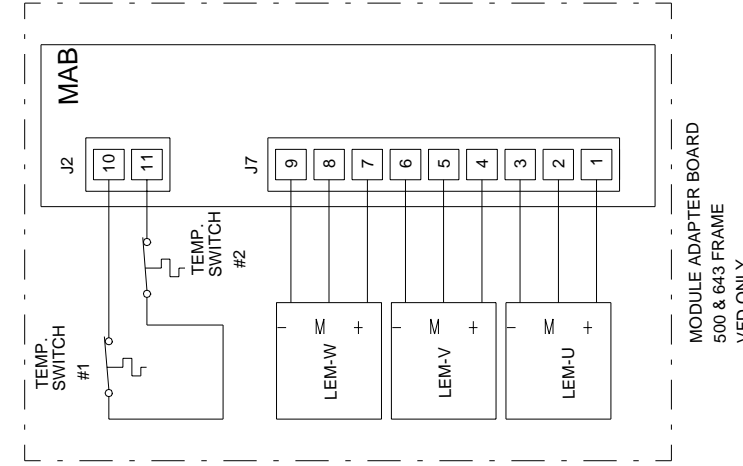 MAB
J2
10
11
J7
9
8
7
6
5
4
3
2
1
TEMP.
SWITCH
#1
TEMP.
SWITCH
#2
- M +
LEM-W
- M +
LEM-V
- M +
LEM-U
MODULE ADAPTER BOARD
500 & 643 FRAME
VFD ONLY